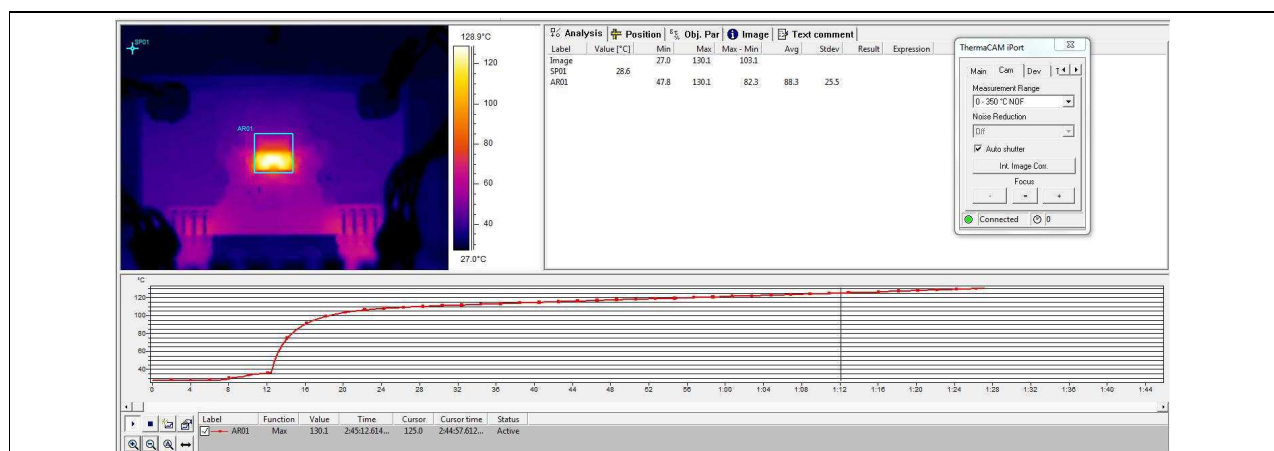 SP01
AR01
128.9°C
120
100
80
60
40
27.0°C
Analysis Position Obj. Par Image Text comment
Label Value [°C] Min Max Max - Min Avg Stdev Result Expression
Image 27.0 130.1 103.1
SP01 28.6
AR01 47.8 130.1 82.3 88.3 25.5
ThermaCAM iPort
Main Cam Dev T
Measurement Range
0 - 350 °C NOF
Noise Reduction
Off
Auto shutter
Int. Image Corr.
Focus
- = +
Connected 0
°C
120
100
80
60
40
0 4 8 12 16 20 24 28 32 36 40 44 48 52 56 1:00 1:04 1:08 1:12 1:16 1:20 1:24 1:28 1:32 1:36 1:40 1:44
Label Function Value Time Cursor Cursor time Status
AR01 Max 130.1 2:45:12.614... 125.0 2:44:57.612... Active